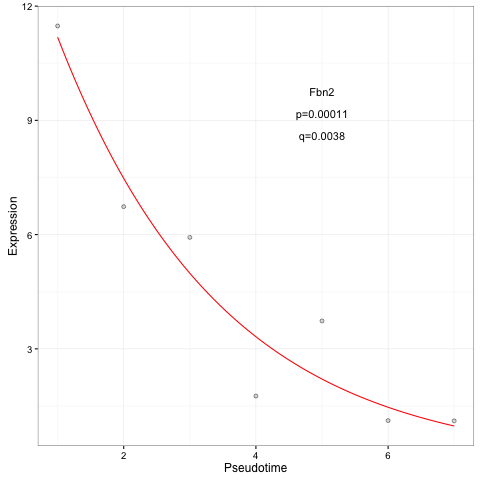 12
9
6
3
Expression
Fbn2
p=0.00011
q=0.0038
2
4
6
Pseudotime